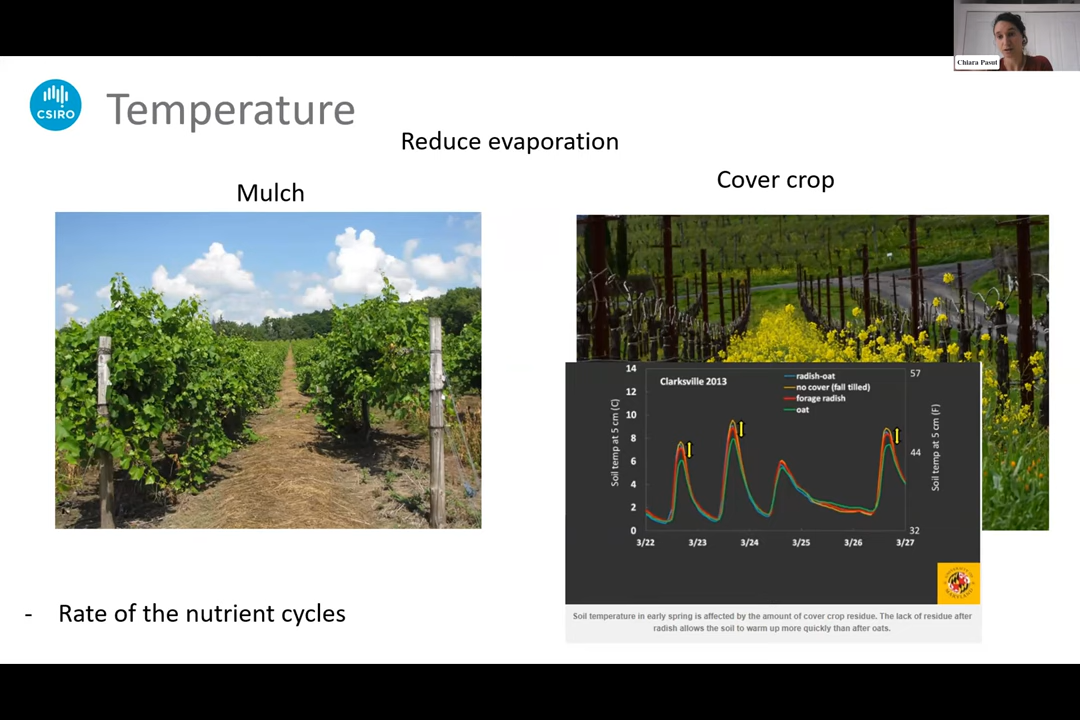 Chiara Pasut
CSIRO
Temperature
Reduce evaporation
Mulch
Cover crop
Clarksville 2013
radish-oat
no cover (fall tilled)
forage radish
oat
Soil temp at 5 cm (C)
14
12
10
8
6
4
2
0
57
44
32
Soil temp at 5 cm (F)
3/22
3/23
3/24
3/25
3/26
3/27
UNIVERSITY OF
MARYLAND
Soil temperature in early spring is affected by the amount of cover crop residue. The lack of residue after
radish allows the soil to warm up more quickly than after oats.
- Rate of the nutrient cycles